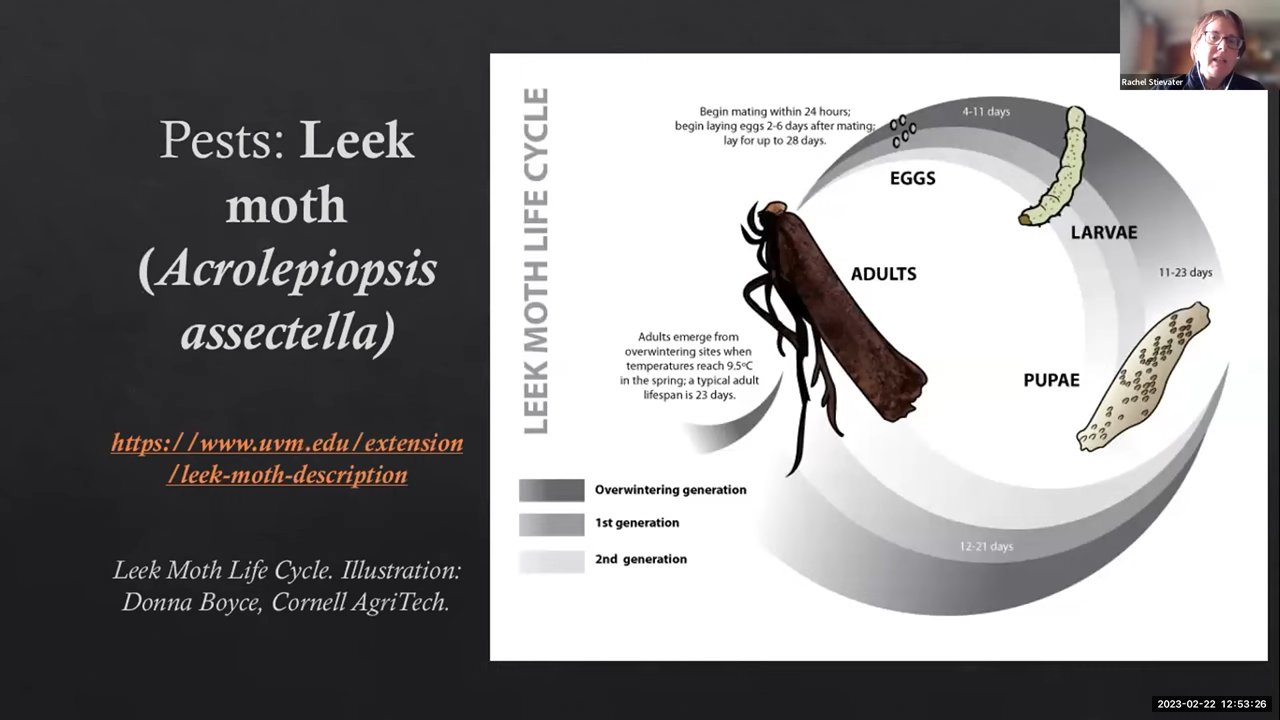 Pests: Leek
moth
(Acrolepiopsis
assectella)
https://www.uvm.edu/extension
/leek-moth-description
Leek Moth Life Cycle. Illustration:
Donna Boyce, Cornell AgriTech.
LEEK MOTH LIFE CYCLE
Begin mating within 24 hours;
begin laying eggs 2-6 days after mating;
lay for up to 28 days.
EGGS
4-11 days
LARVAE
11-23 days
PUPAE
12-21 days
ADULTS
Adults emerge from
overwintering sites when
temperatures reach 9.5ºC
in the spring; a typical adult
lifespan is 23 days.
Overwintering generation
1st generation
2nd generation
Rachel Stievater
2023-02-22 12:53:26